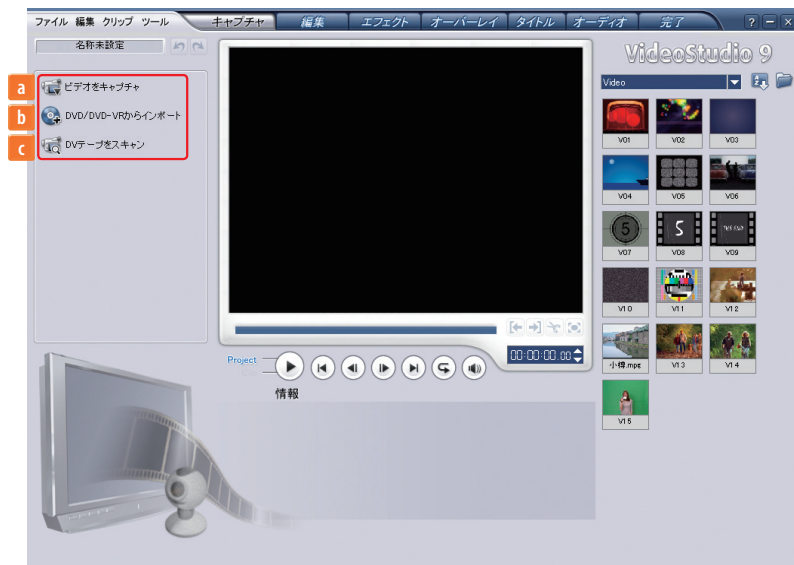 ファイル 編集 クリップ ツール
キャプチャ 編集 エフェクト オーバーレイ タイトル オーディオ 完了
名称未設定
VideoStudio 9
a ビデオをキャプチャ
b DVD/DVD-VRからインポート
c DVテープをスキャン
Video
V01 V02 V03
V04 V05 V06
5 S THE END
V07 V08 V09
V10 V11 V12
小樽.mpg V13 V14
V15
Project
00:00:00.00
情報